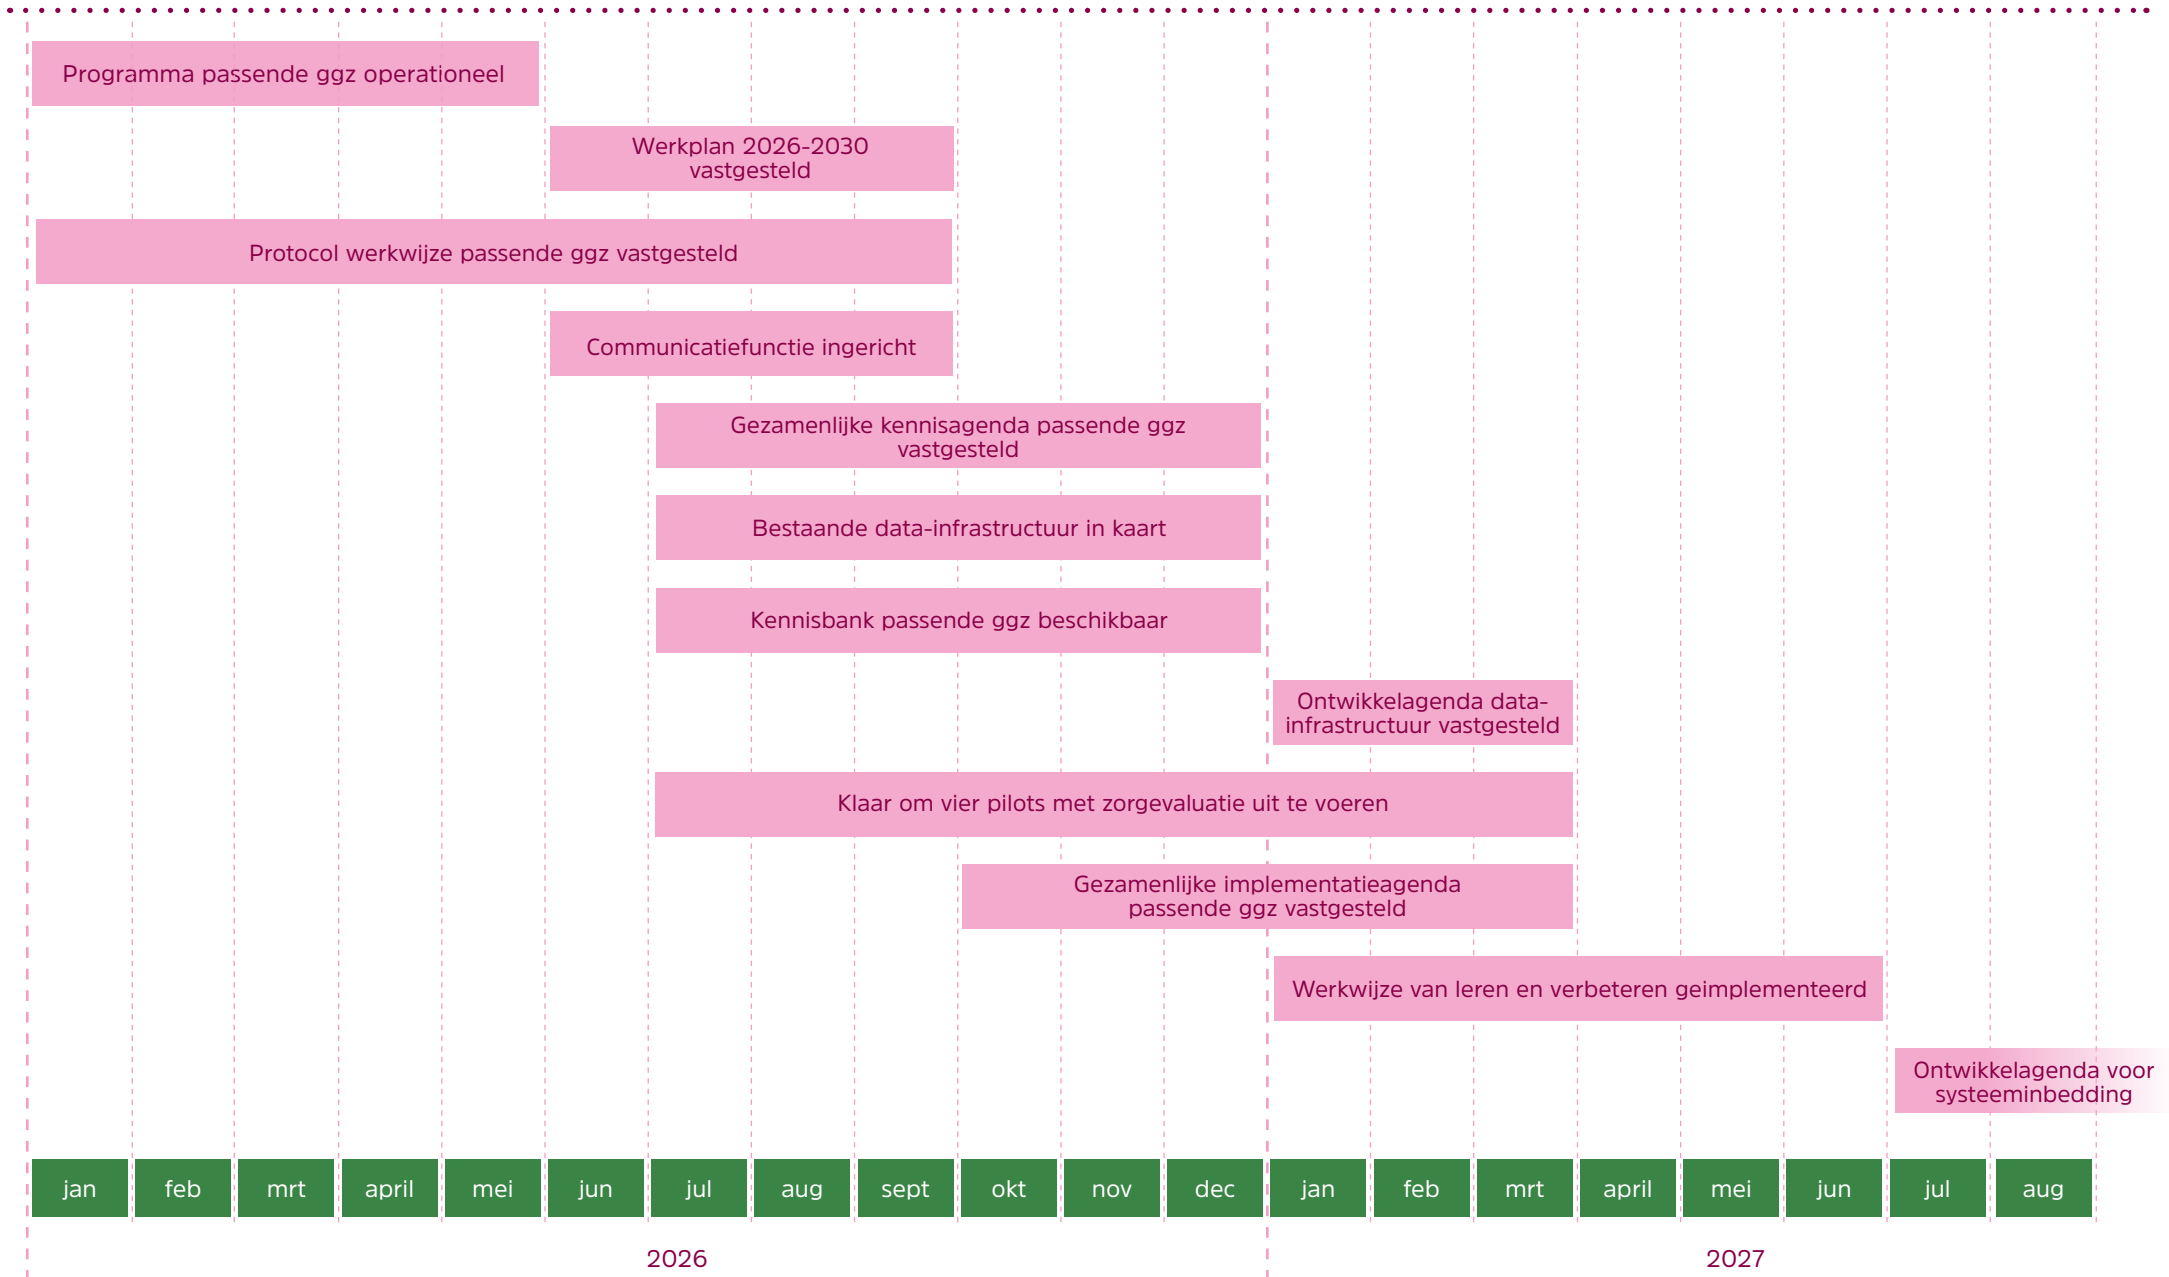 Programma passende ggz operationeel
Werkplan 2026-2030
vastgesteld
Protocol werkwijze passende ggz vastgesteld
Communicatiefunctie ingericht
Gezamenlijke kennisagenda passende ggz
vastgesteld
Bestaande data-infrastructuur in kaart
Kennisbank passende ggz beschikbaar
Ontwikkelagenda data-
infrastructuur vastgesteld
Klaar om vier pilots met zorgevaluatie uit te voeren
Gezamenlijke implementatieagenda
passende ggz vastgesteld
Werkwijze van leren en verbeteren geimplementeerd
Ontwikkelagenda voor
systeeminbedding
jan feb mrt april mei jun jul aug sept okt nov dec jan feb mrt april mei jun jul aug
2026 2027